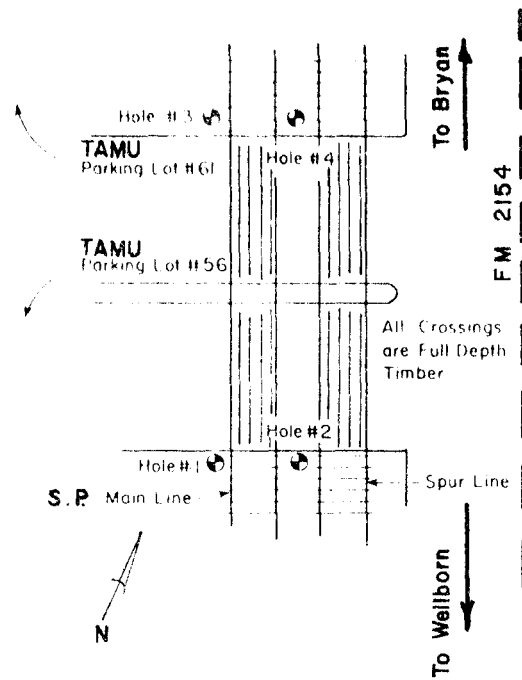 To Bryan
Hole #3
TAMU
Parking Lot #61
Hole #4
FM 2154
TAMU
Parking Lot #56
All Crossings
are Full Depth
Timber
Hole #2
Hole #1
S.P. Main Line
Spur Line
N
To Wellborn